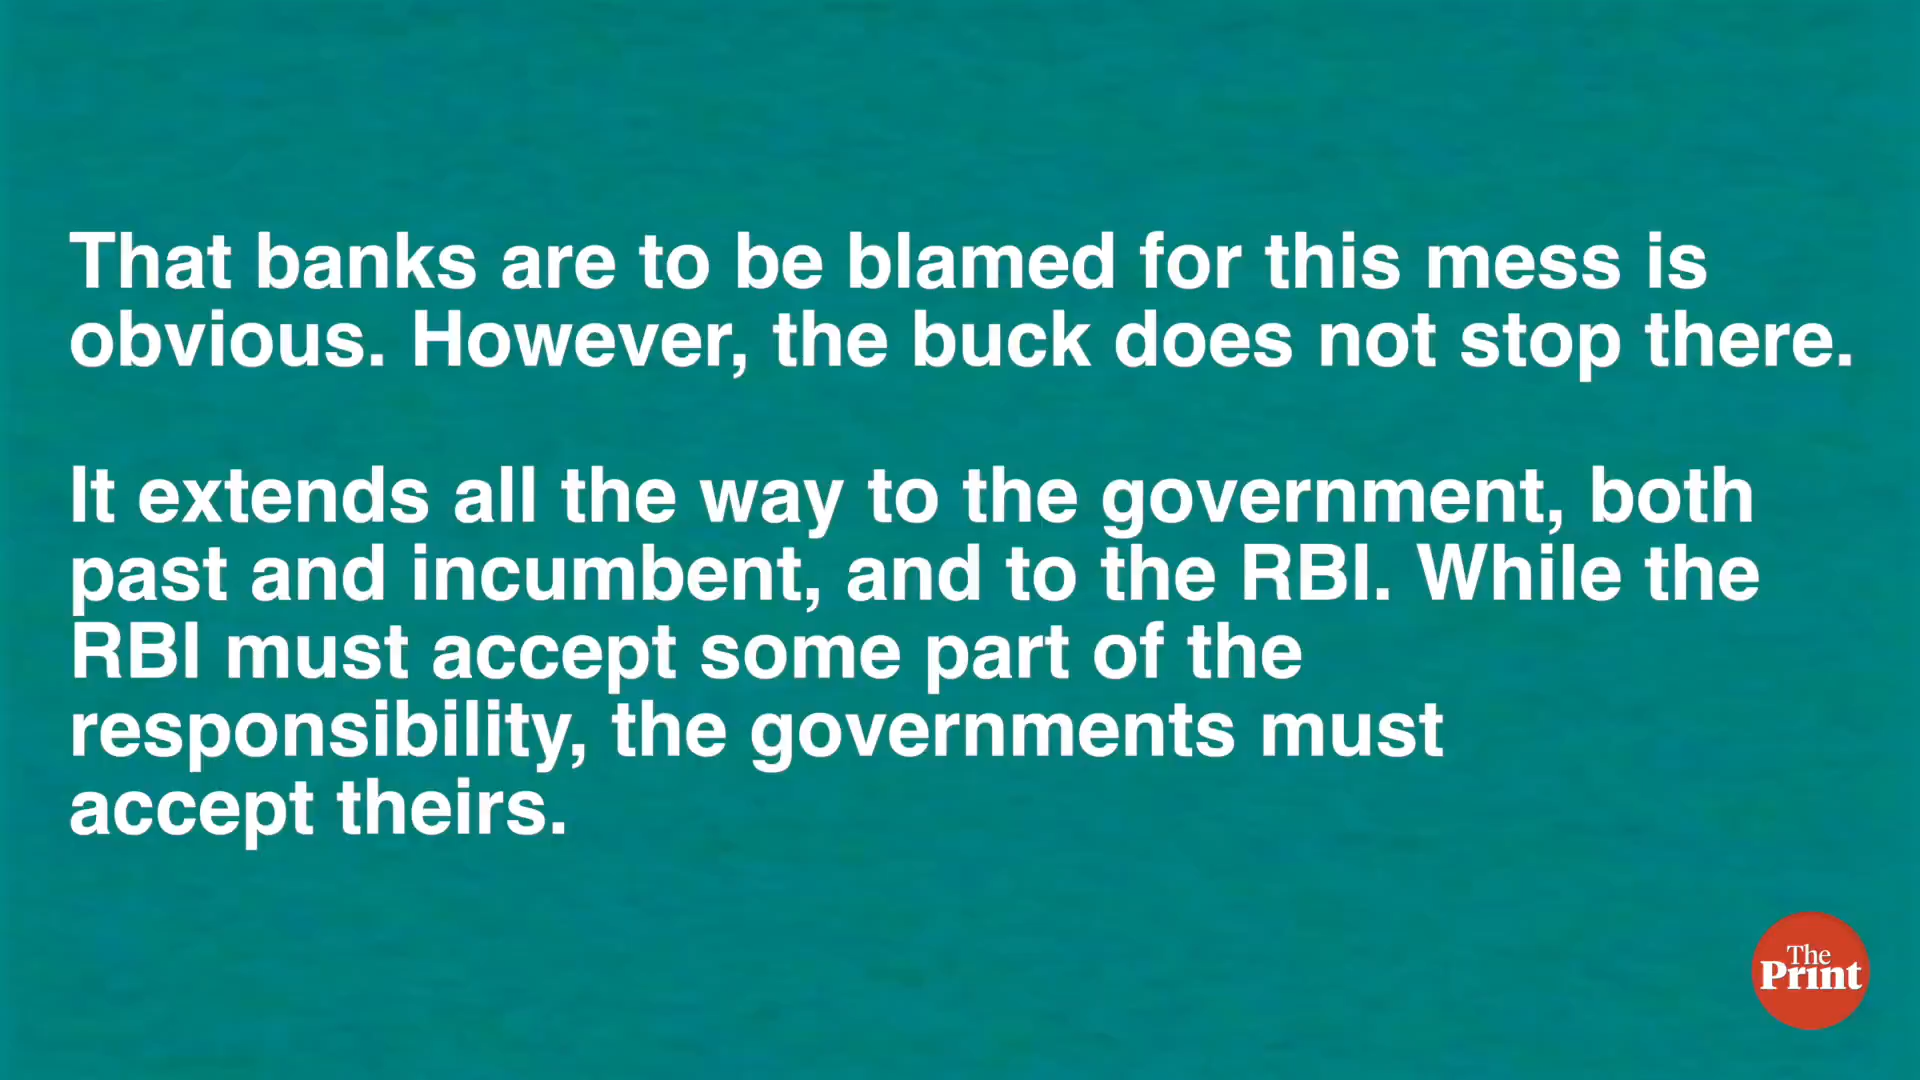 That banks are to be blamed for this mess is
obvious. However, the buck does not stop there.
It extends all the way to the government, both
past and incumbent, and to the RBI. While the
RBI must accept some part of the
responsibility, the governments must
accept theirs.
The
Print